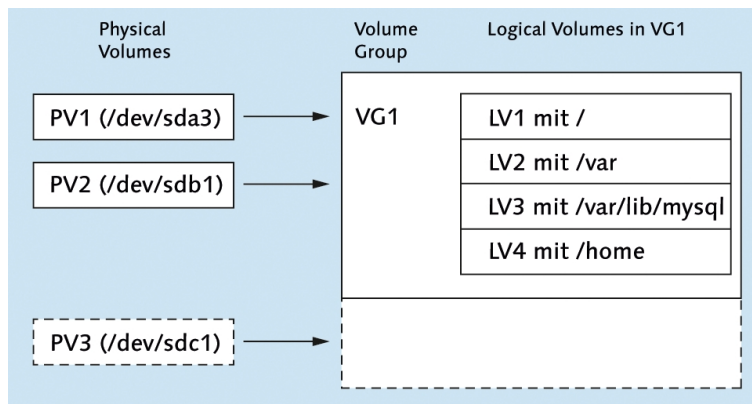 Physical
Volumes
Volume
Group
Logical Volumes in VG1
PV1 (/dev/sda3)
VG1
LV1 mit /
PV2 (/dev/sdb1)
LV2 mit /var
LV3 mit /var/lib/mysql
LV4 mit /home
PV3 (/dev/sdc1)